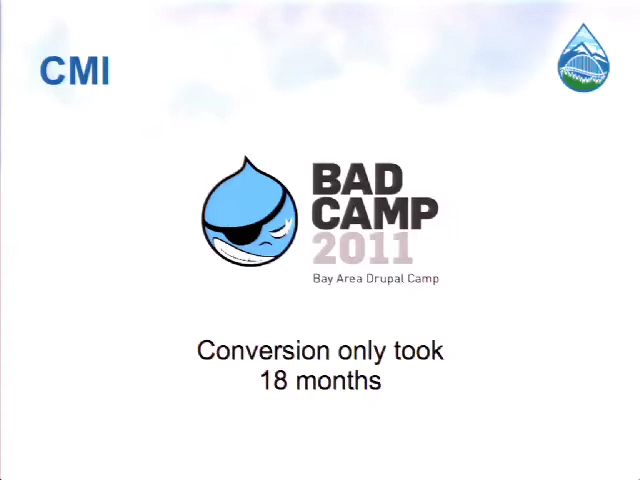 CMI
BAD
CAMP
2011
Bay Area Drupal Camp
Conversion only took
18 months